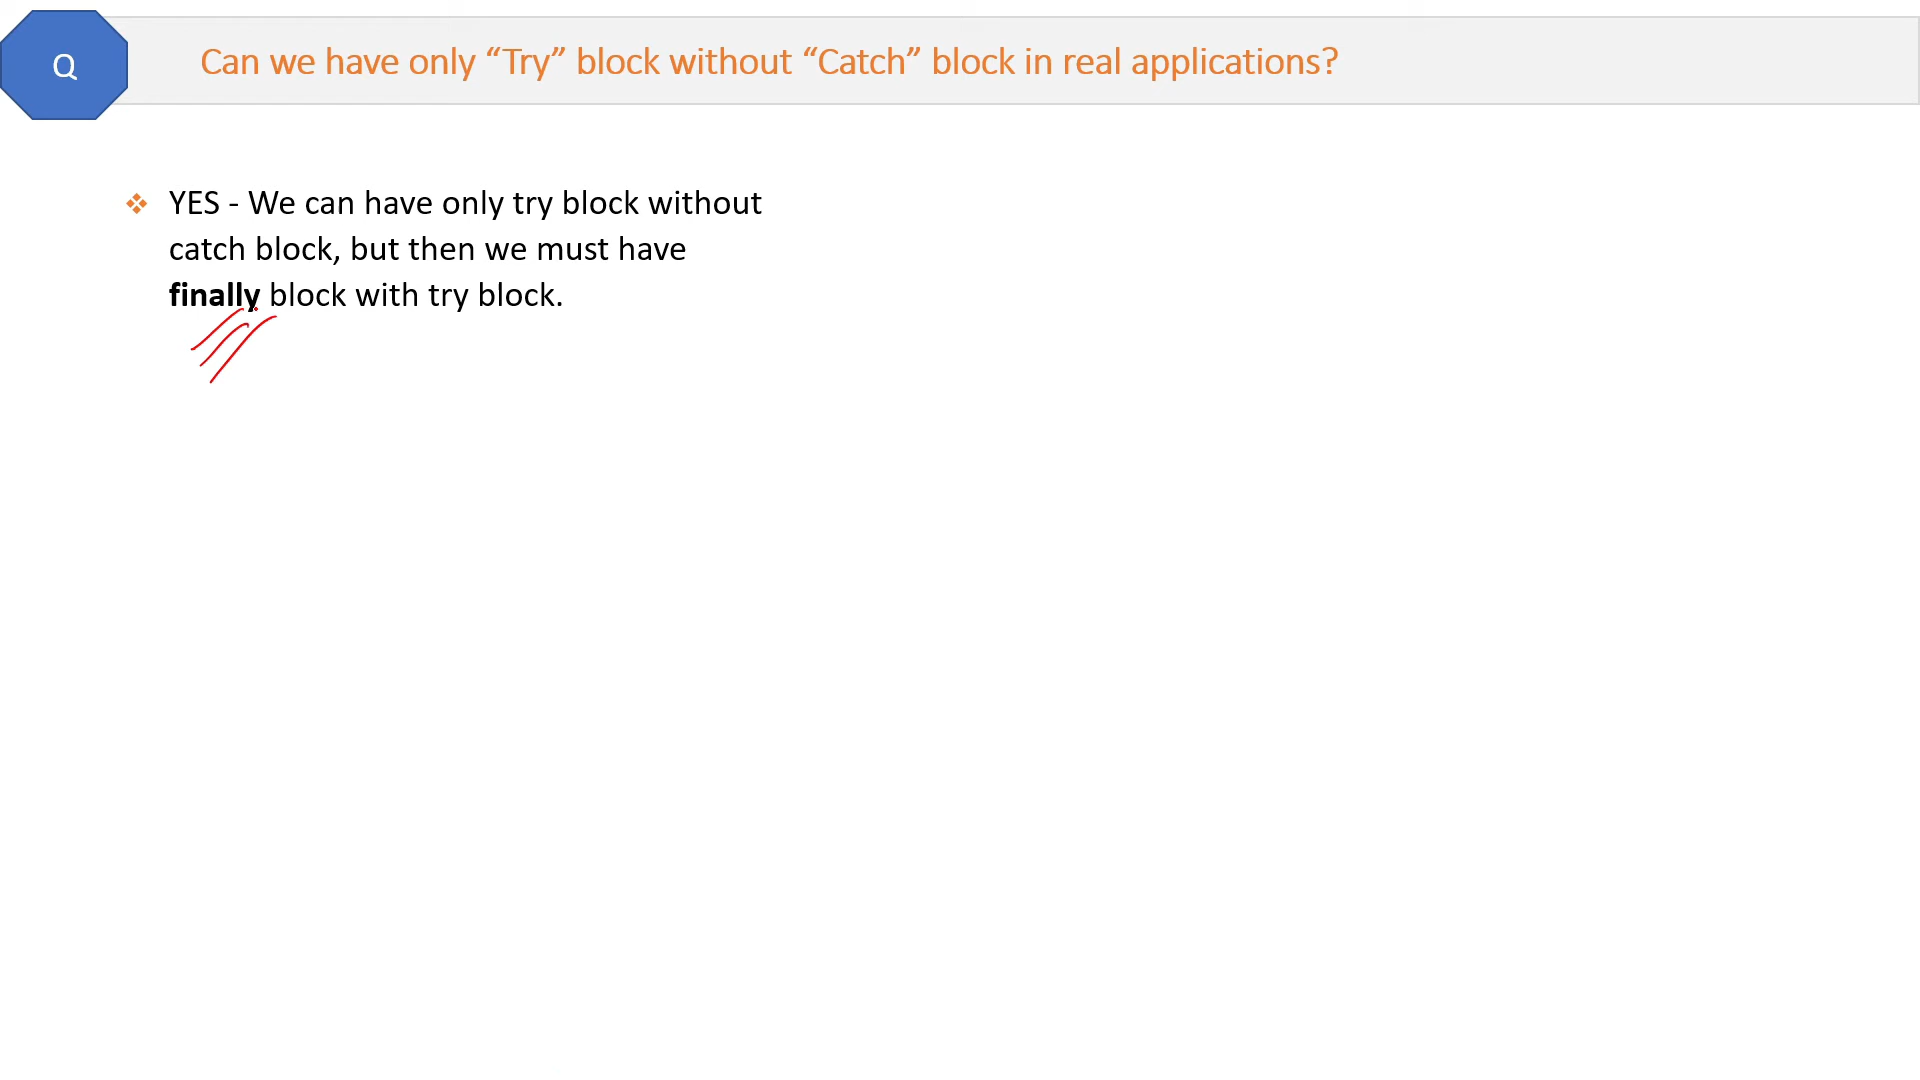 Q
Can we have only “Try” block without “Catch” block in real applications?
YES - We can have only try block without
catch block, but then we must have
finally block with try block.